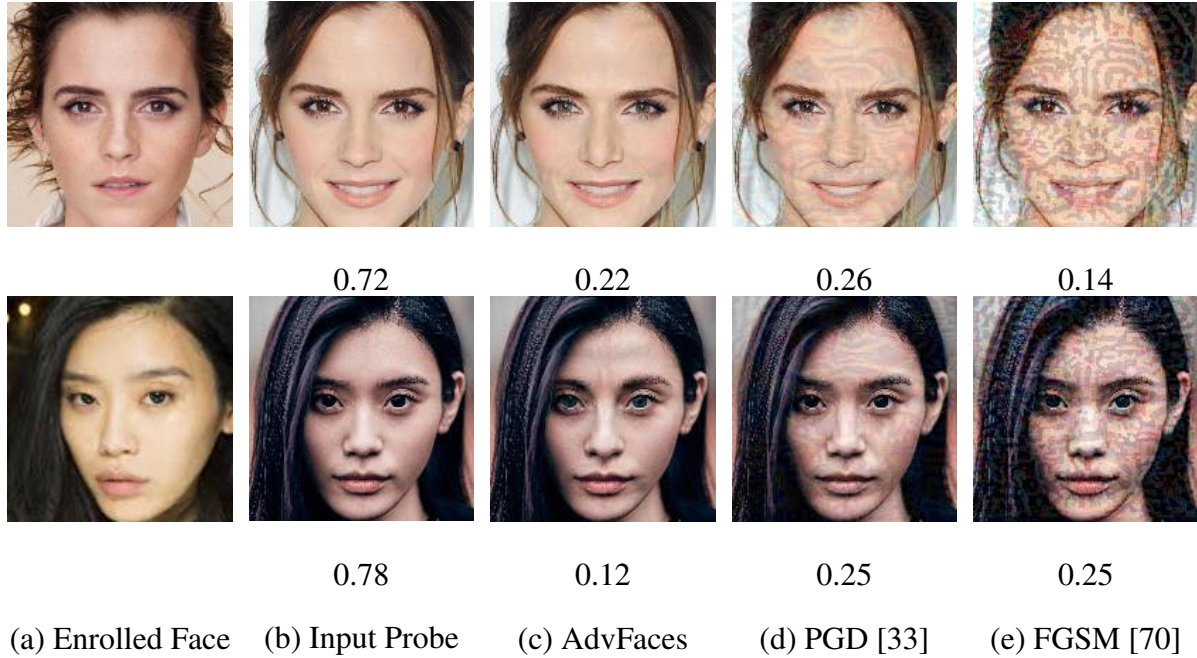 0.72 0.22 0.26 0.14
0.78 0.12 0.25 0.25
(a) Enrolled Face (b) Input Probe (c) AdvFaces (d) PGD [33] (e) FGSM [70]